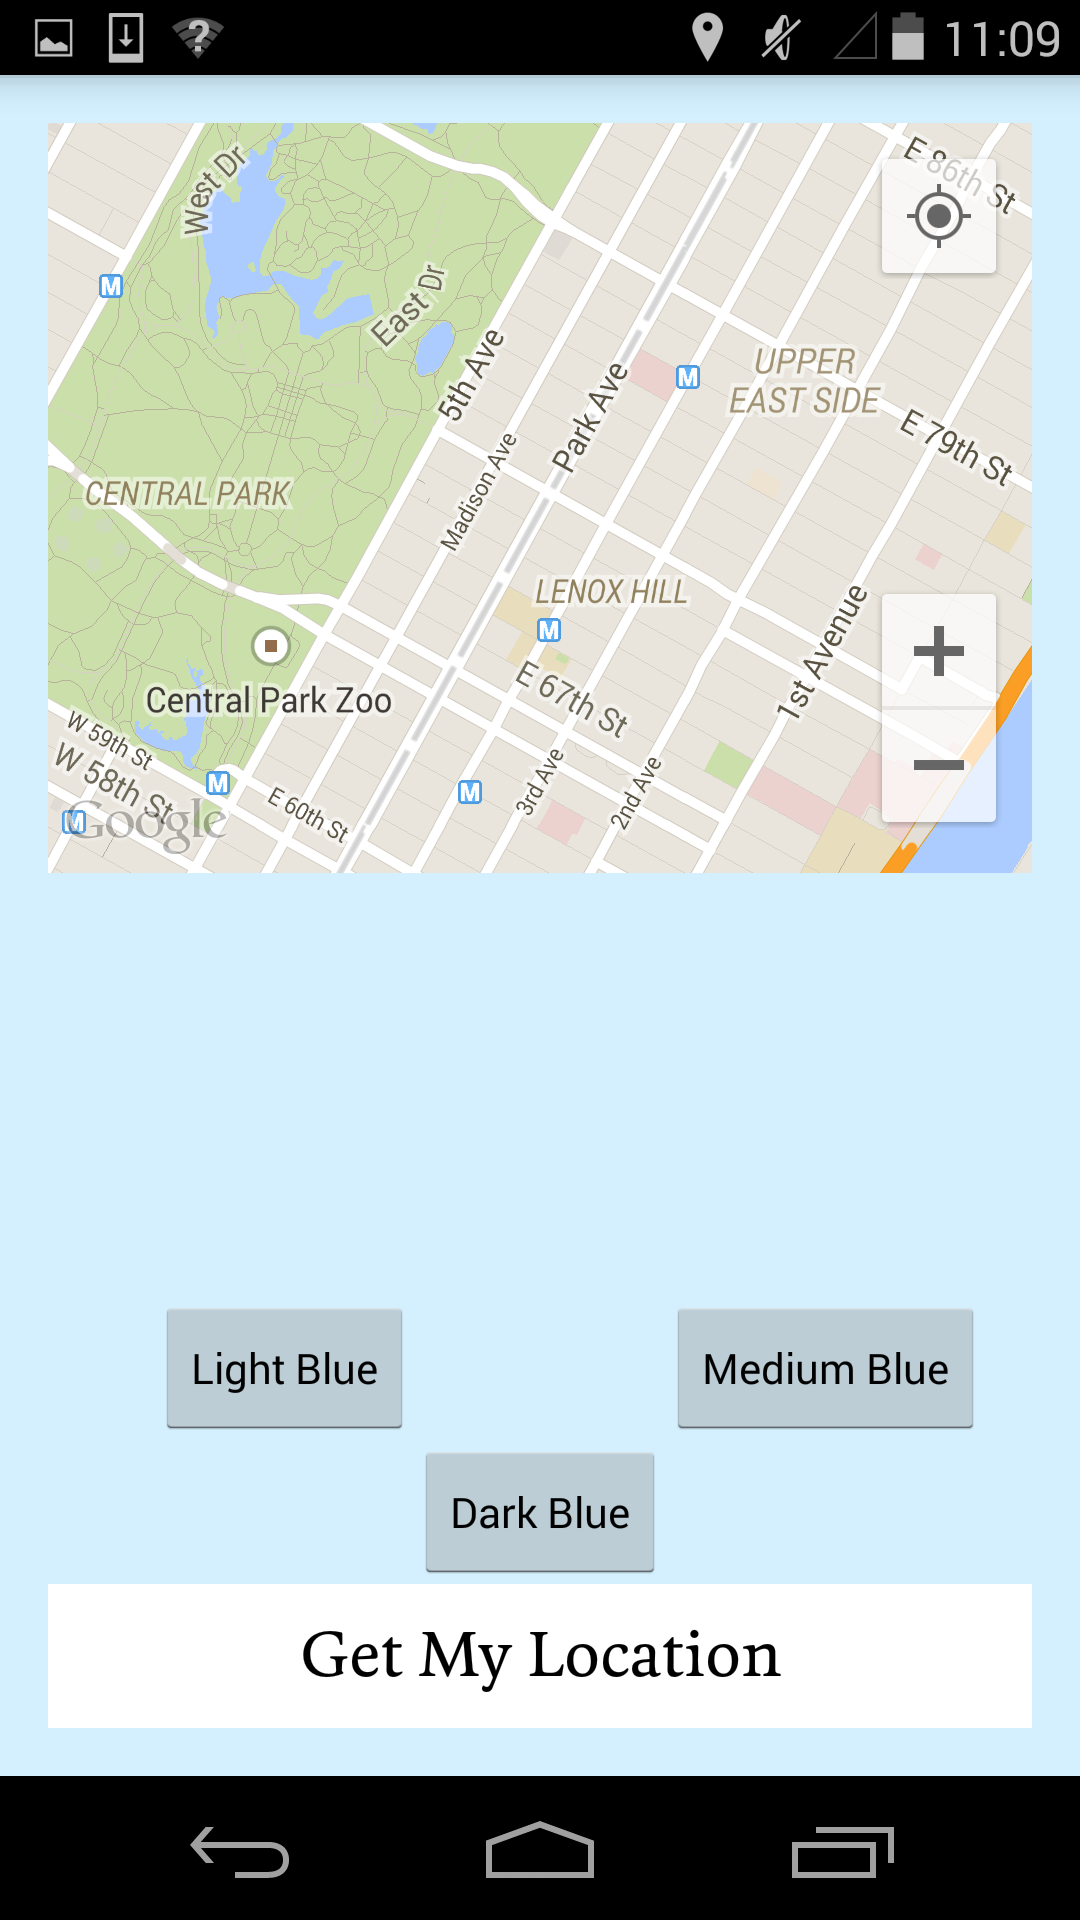 11:09
West Dr
E 86th St
M
East Dr
5th Ave
Park Ave
M
UPPER
EAST SIDE
E 79th St
Madison Ave
CENTRAL PARK
LENOX HILL
M
1st Avenue
Central Park Zoo
E 67th St
W 59th St
W 58th St
M
E 60th St
M
3rd Ave
2nd Ave
M
Google
Light Blue
Medium Blue
Dark Blue
Get My Location